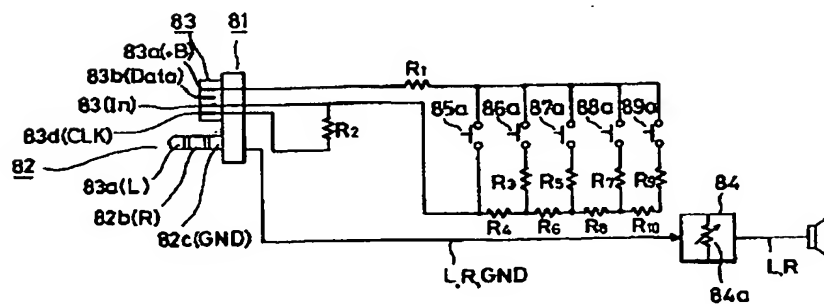 83
81
83a(+B)
83b(Data)
83(In)
83d(CLK)
82
83a(L)
82b(R)
82c(GND)
R1
R2
85a
86a
87a
88a
89a
R3
R5
R7
R9
R4
R6
R8
R10
84
L,R,GND
L,R
84a